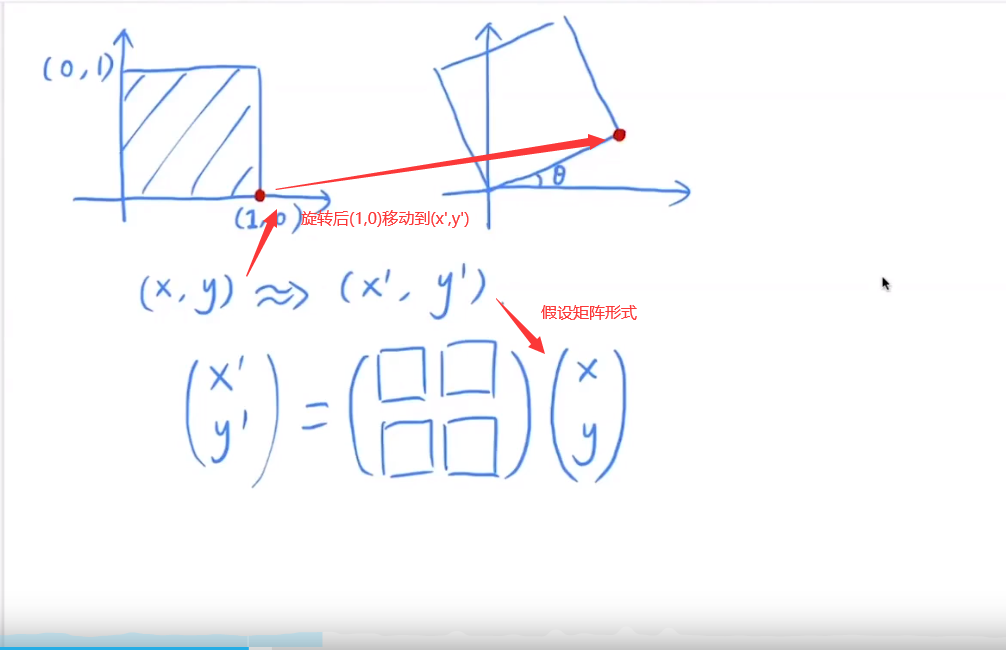 (0,1)
θ
(1,0)
旋转后(1,0)移动到(x',y')
(x,y) ≈> (x',y')
假设矩阵形式
(x' y') = (□ □ □ □) (x y)